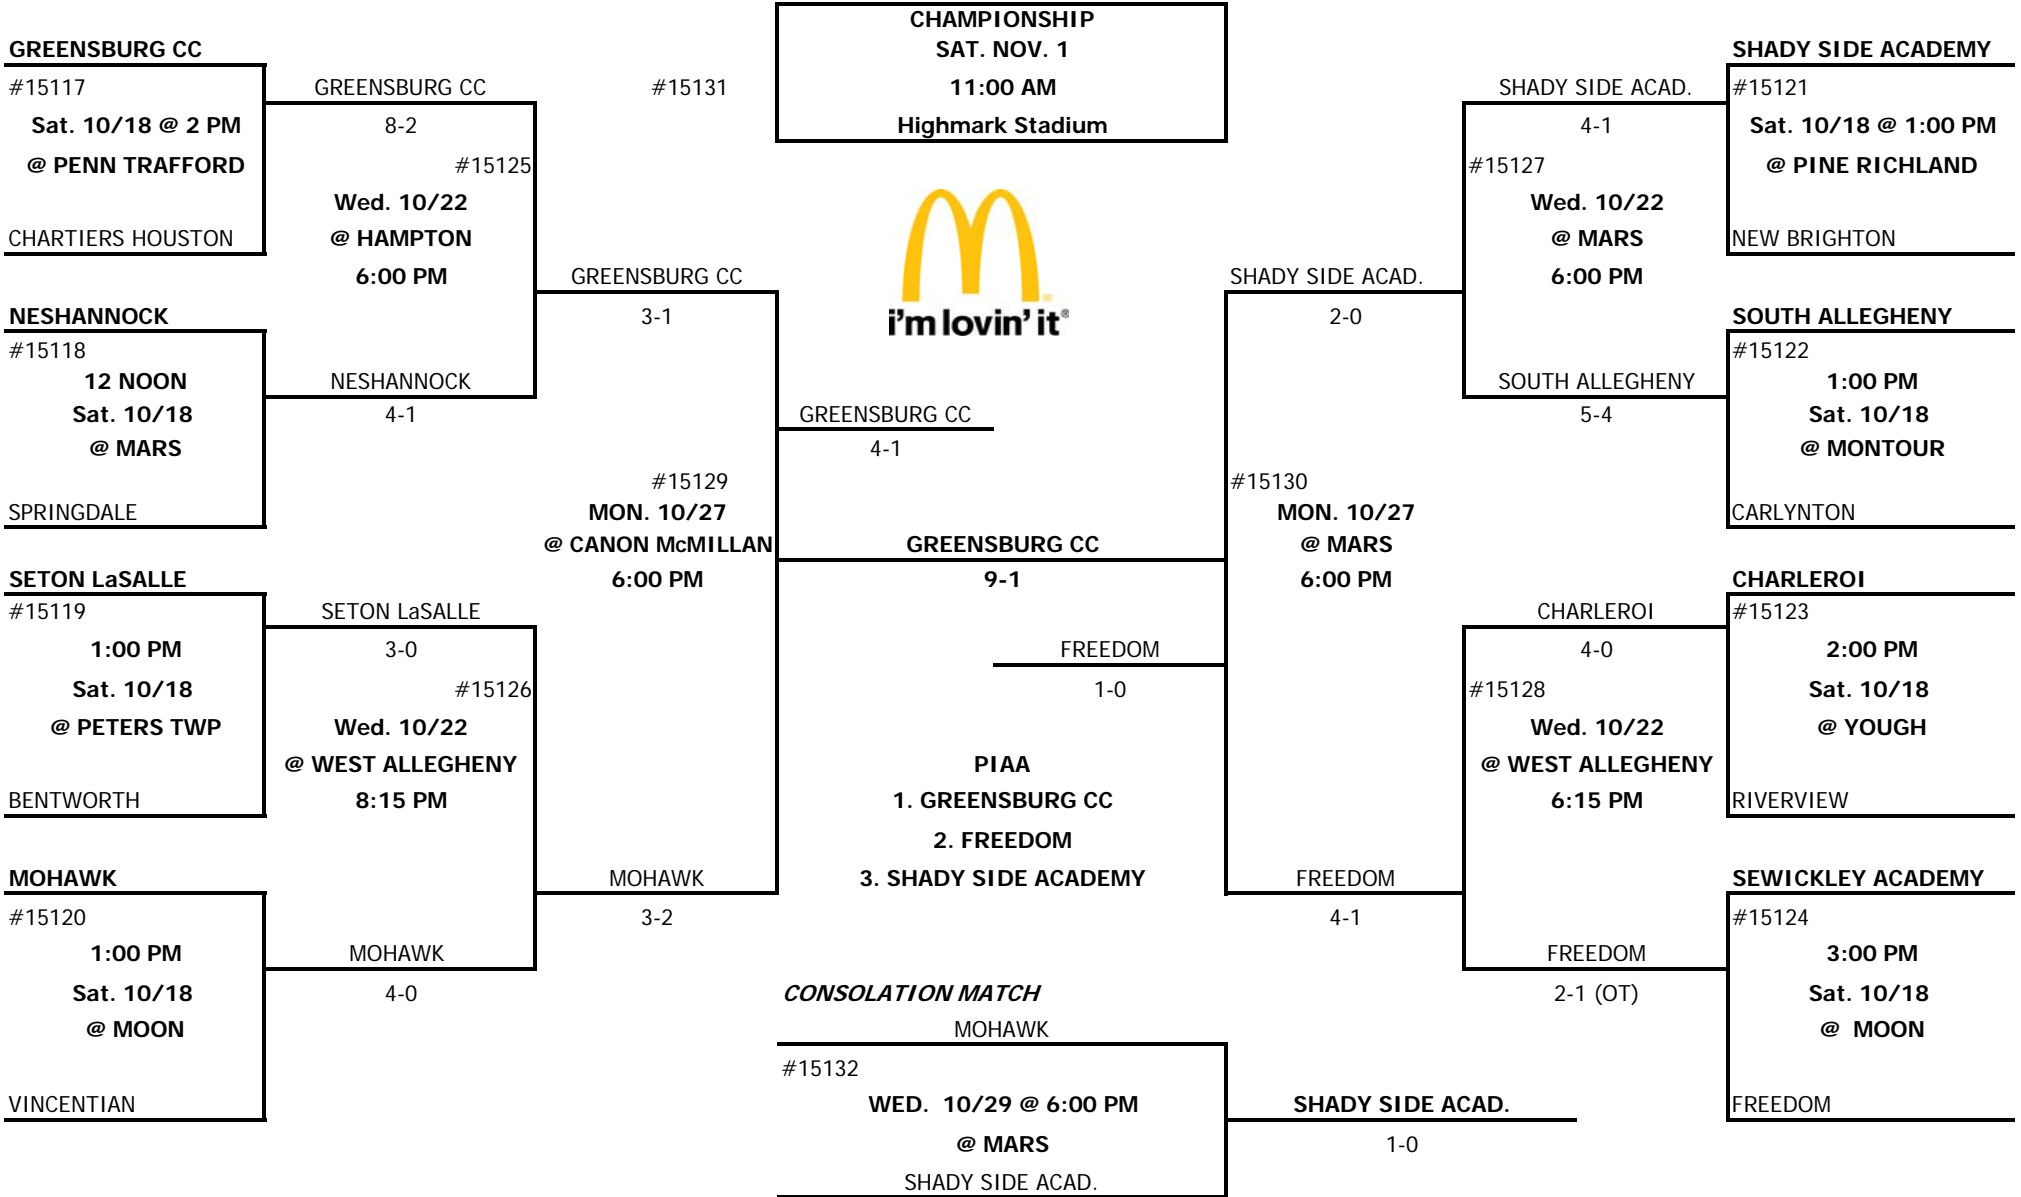 CHAMPIONSHIP
SAT. NOV. 1
11:00 AM
Highmark Stadium
#15131
GREENSBURG CC
#15117
Sat. 10/18 @ 2 PM
@ PENN TRAFFORD
CHARTIERS HOUSTON
NESHANNOCK
#15118
12 NOON
Sat. 10/18
@ MARS
SPRINGDALE
SETON LaSALLE
#15119
1:00 PM
Sat. 10/18
@ PETERS TWP
BENTWORTH
MOHAWK
#15120
1:00 PM
Sat. 10/18
@ MOON
VINCENTIAN
GREENSBURG CC
8-2
#15125
Wed. 10/22
@ HAMPTON
6:00 PM
NESHANNOCK
4-1
SETON LaSALLE
3-0
#15126
Wed. 10/22
@ WEST ALLEGHENY
8:15 PM
MOHAWK
4-0
GREENSBURG CC
3-1
#15129
MON. 10/27
@ CANON McMILLAN
6:00 PM
MOHAWK
3-2
i'm lovin' it®
GREENSBURG CC
4-1
GREENSBURG CC
9-1
FREEDOM
1-0
PIAA
1. GREENSBURG CC
2. FREEDOM
3. SHADY SIDE ACADEMY
CONSOLATION MATCH
MOHAWK
#15132
WED. 10/29 @ 6:00 PM
@ MARS
SHADY SIDE ACAD.
SHADY SIDE ACAD.
1-0
SHADY SIDE ACAD.
2-0
#15130
MON. 10/27
@ MARS
6:00 PM
FREEDOM
4-1
SHADY SIDE ACAD.
4-1
#15127
Wed. 10/22
@ MARS
6:00 PM
SOUTH ALLEGHENY
5-4
CHARLEROI
4-0
#15128
Wed. 10/22
@ WEST ALLEGHENY
6:15 PM
FREEDOM
2-1 (OT)
SHADY SIDE ACADEMY
#15121
Sat. 10/18 @ 1:00 PM
@ PINE RICHLAND
NEW BRIGHTON
SOUTH ALLEGHENY
#15122
1:00 PM
Sat. 10/18
@ MONTOUR
CARLYNTON
CHARLEROI
#15123
2:00 PM
Sat. 10/18
@ YOUGH
RIVERVIEW
SEWICKLEY ACADEMY
#15124
3:00 PM
Sat. 10/18
@ MOON
FREEDOM